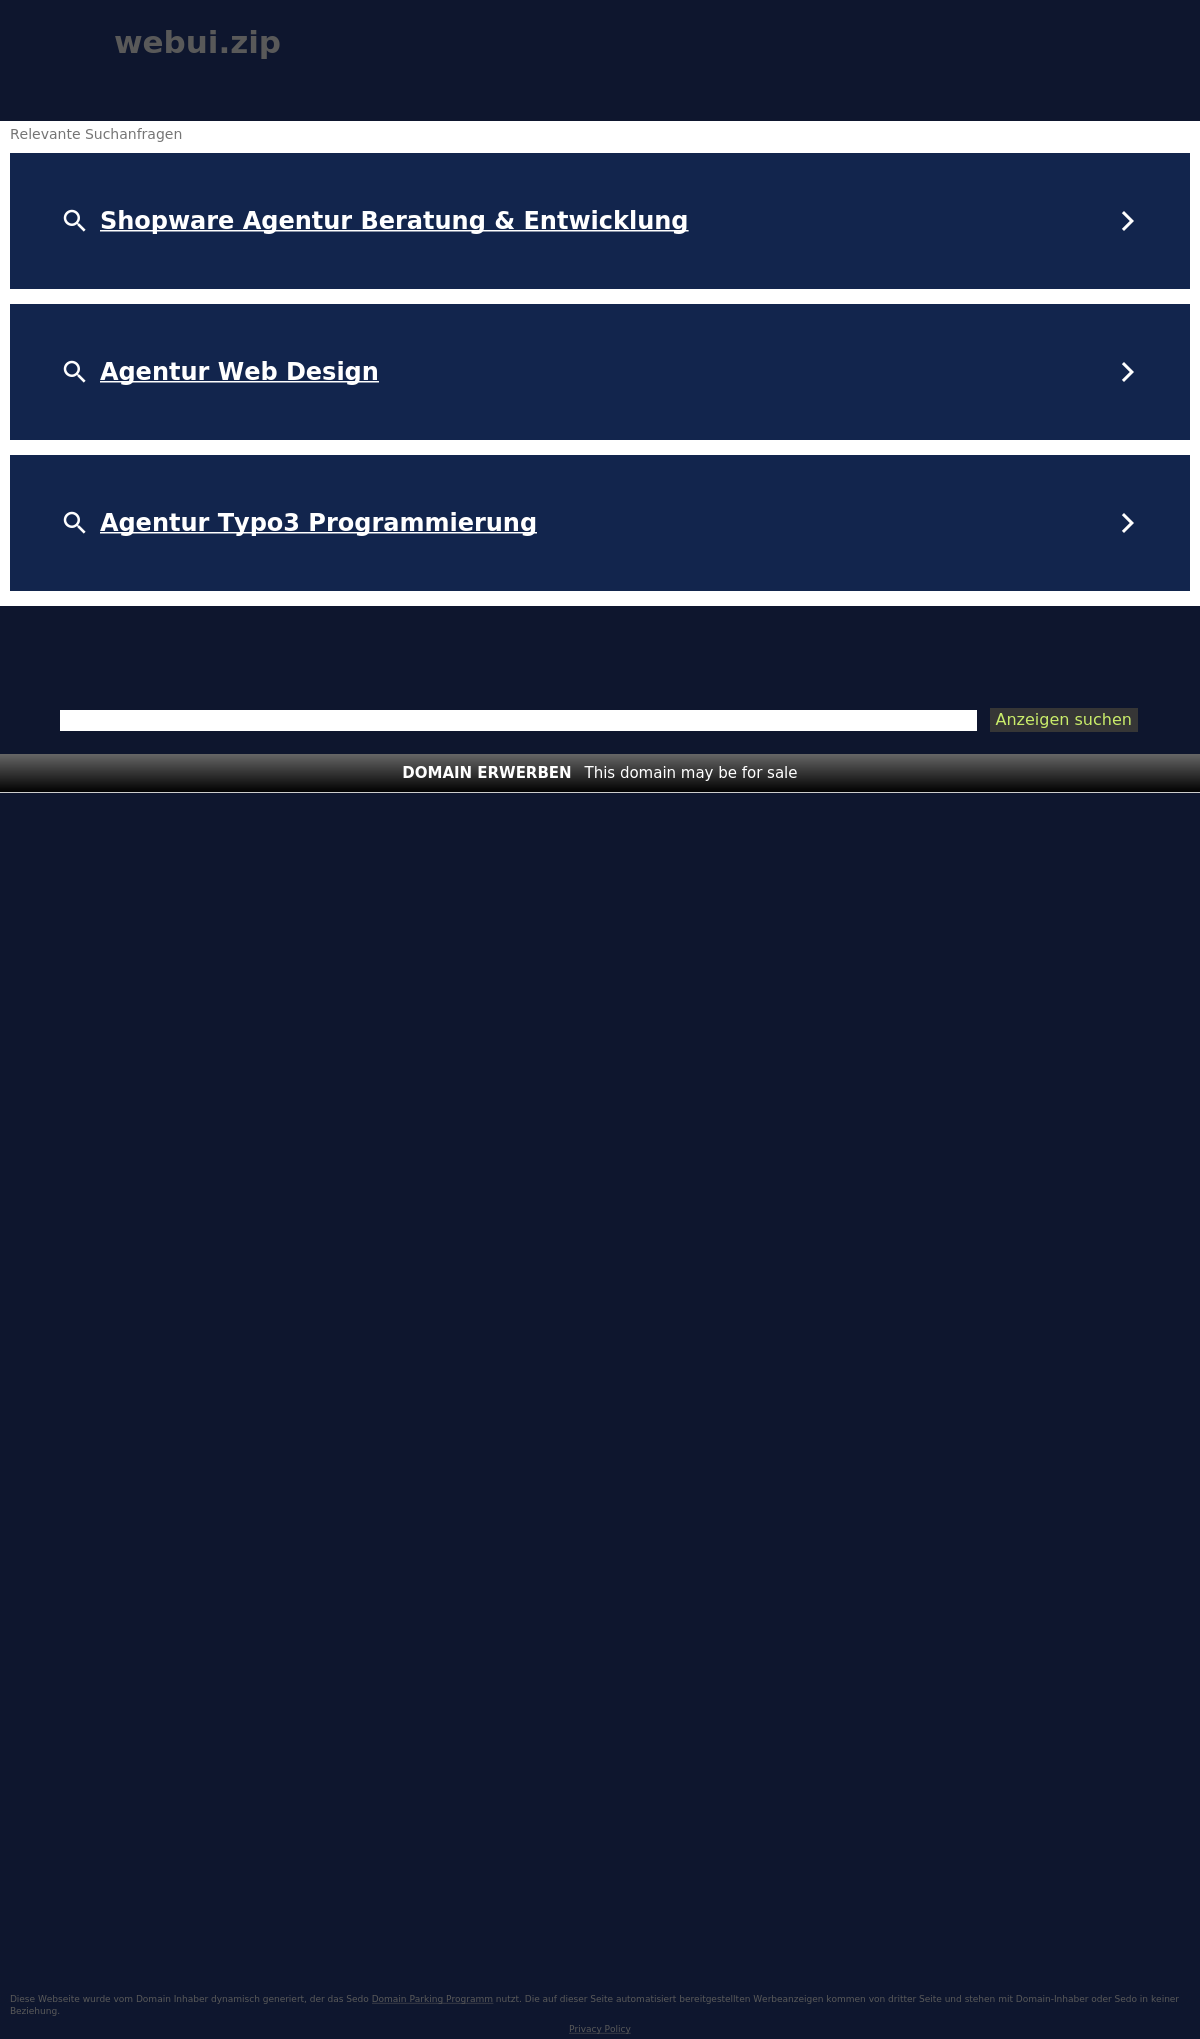 webui.zip
Relevante Suchanfragen
Shopware Agentur Beratung & Entwicklung
Agentur Web Design
Agentur Typo3 Programmierung
Anzeigen suchen
DOMAIN ERWERBEN This domain may be for sale
Diese Webseite wurde vom Domain Inhaber dynamisch generiert, der das Sedo Domain Parking Programm nutzt. Die auf dieser Seite automatisiert bereitgestellten Werbeanzeigen kommen von dritter Seite und stehen mit Domain-Inhaber oder Sedo in keiner
Beziehung.
Privacy Policy